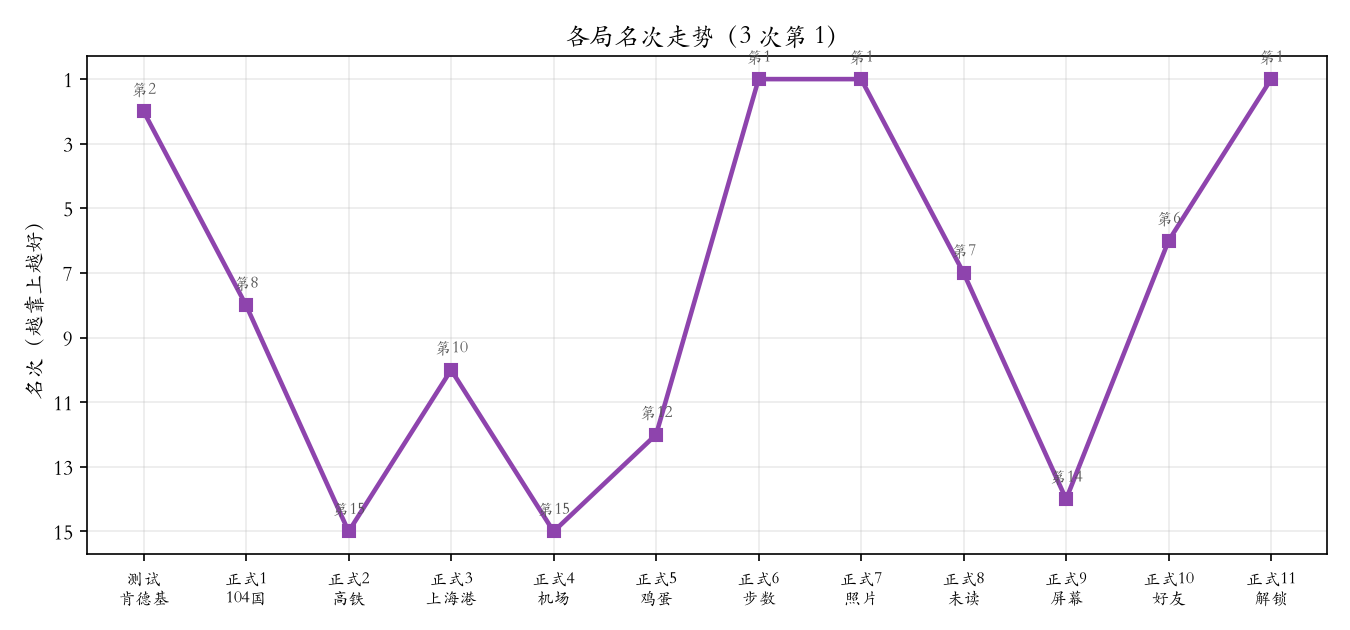 各局名次走势（3 次第 1）
名次（越靠上越好）
1
3
5
7
9
11
13
15
第2
第8
第15
第10
第15
第12
第1
第1
第7
第14
第6
第1
测试
肯德基
正式1
104国
正式2
高铁
正式3
上海港
正式4
机场
正式5
鸡蛋
正式6
步数
正式7
照片
正式8
未读
正式9
屏幕
正式10
好友
正式11
解锁